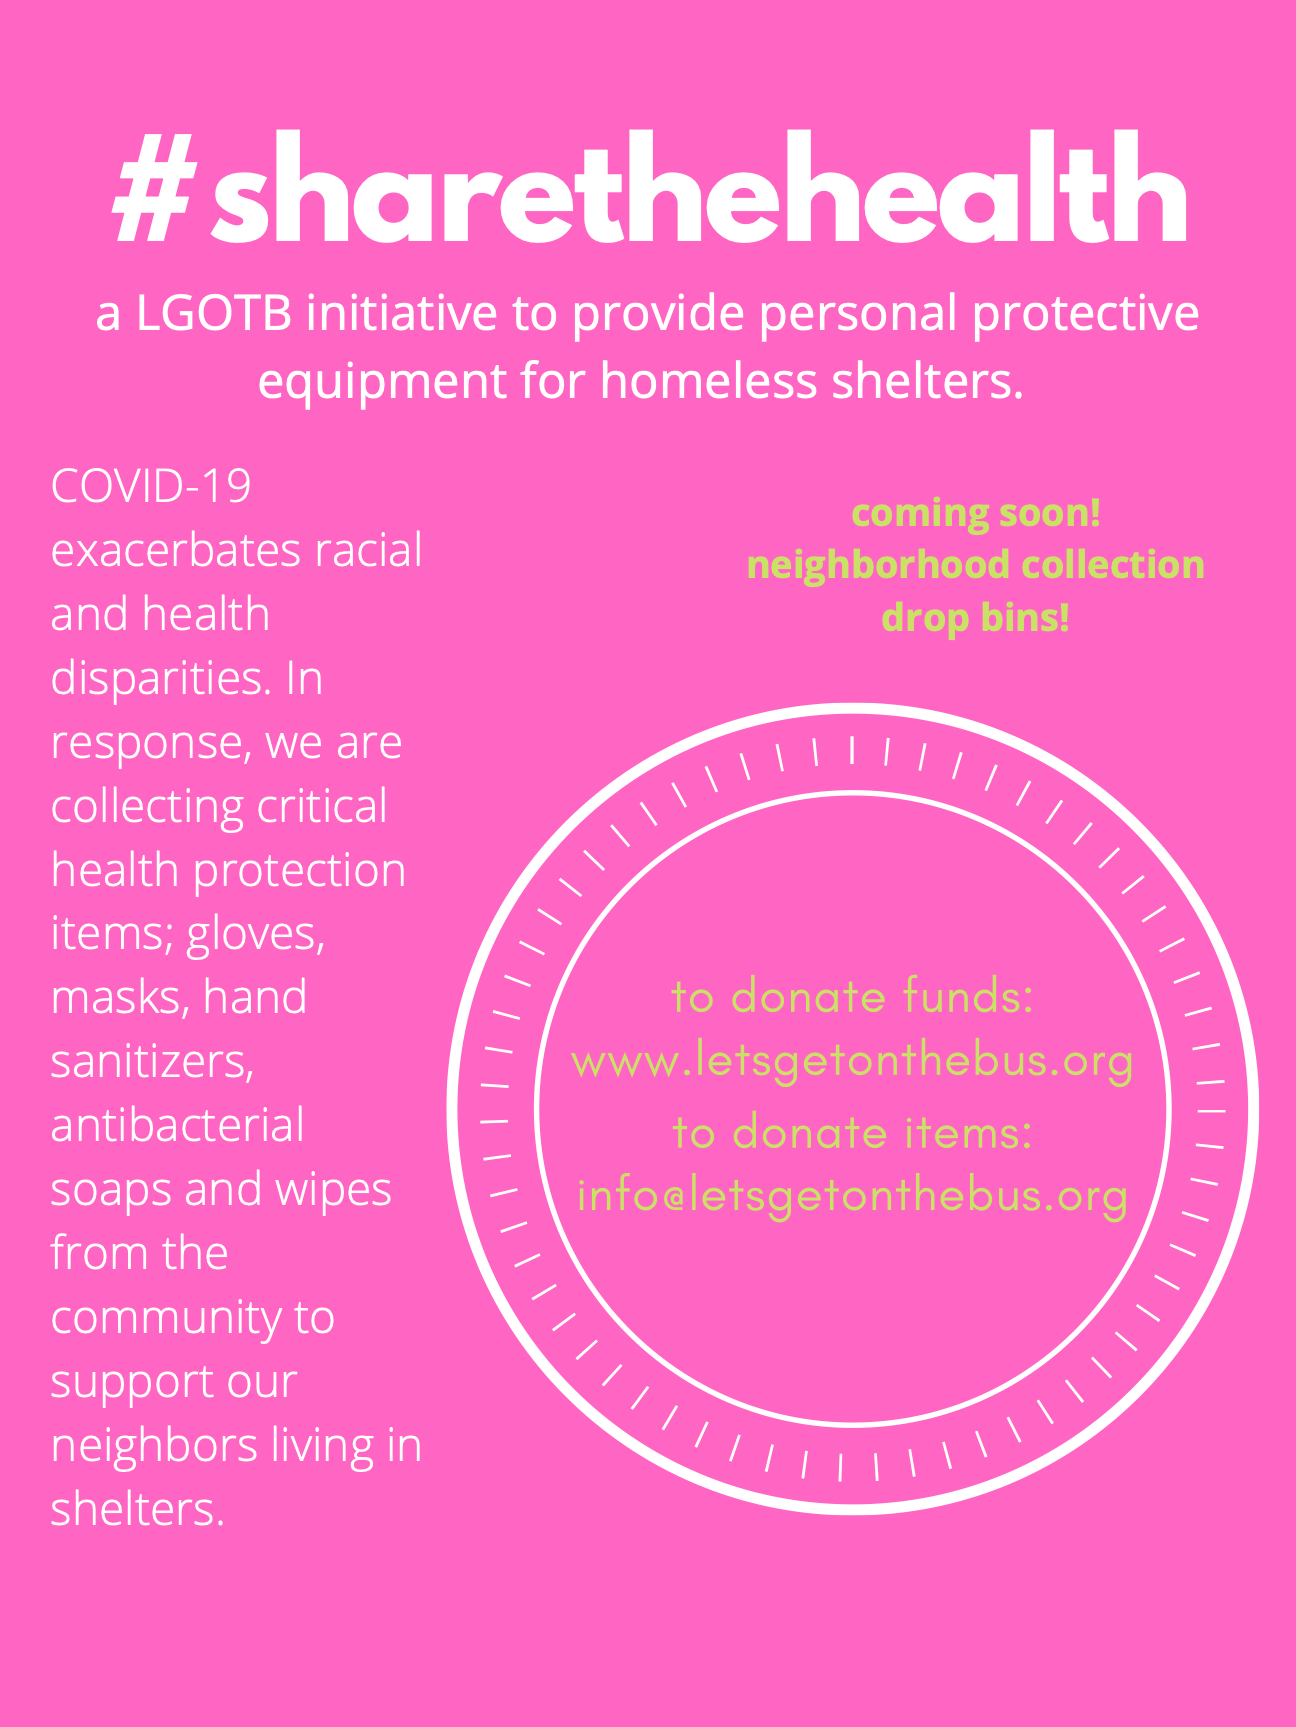 #sharethehealth
a LGOTB initiative to provide personal protective
equipment for homeless shelters.
COVID-19
exacerbates racial
and health
disparities. In
response, we are
collecting critical
health protection
items; gloves,
masks, hand
sanitizers,
antibacterial
soaps and wipes
from the
community to
support our
neighbors living in
shelters.
coming soon!
neighborhood collection
drop bins!
to donate funds:
www.letsgetonthebus.org
to donate items:
info@letsgetonthebus.org